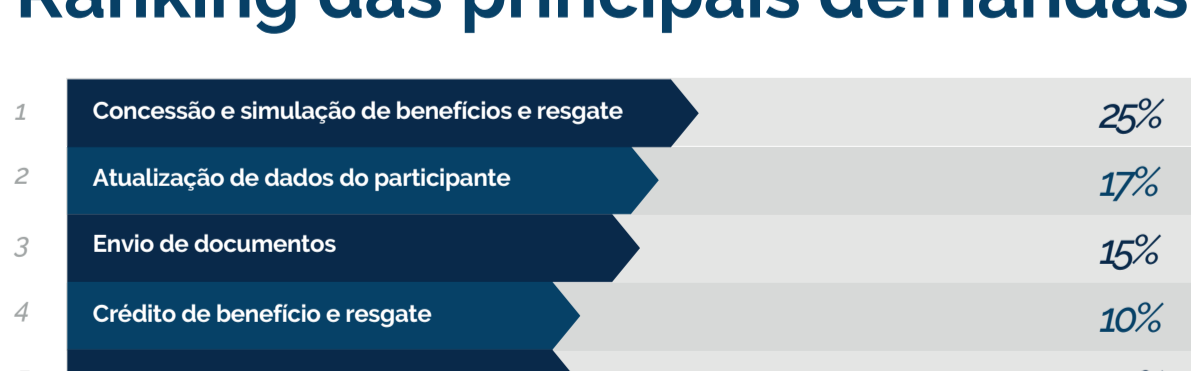 Ranking das principais demandas
1 Concessão e simulação de benefícios e resgate 25%
2 Atualização de dados do participante 17%
3 Envio de documentos 15%
4 Crédito de benefício e resgate 10%